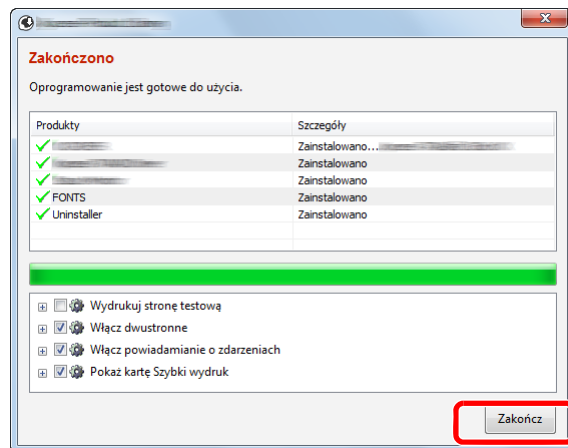 Zakończono
Oprogramowanie jest gotowe do użycia.
Produkty Szczegóły
Zainstalowano...
Zainstalowano
Zainstalowano
FONTS Zainstalowano
Uninstaller Zainstalowano
Wydrukuj stronę testową
Włącz dwustronne
Włącz powiadamianie o zdarzeniach
Pokaż kartę Szybki wydruk
Zakończ